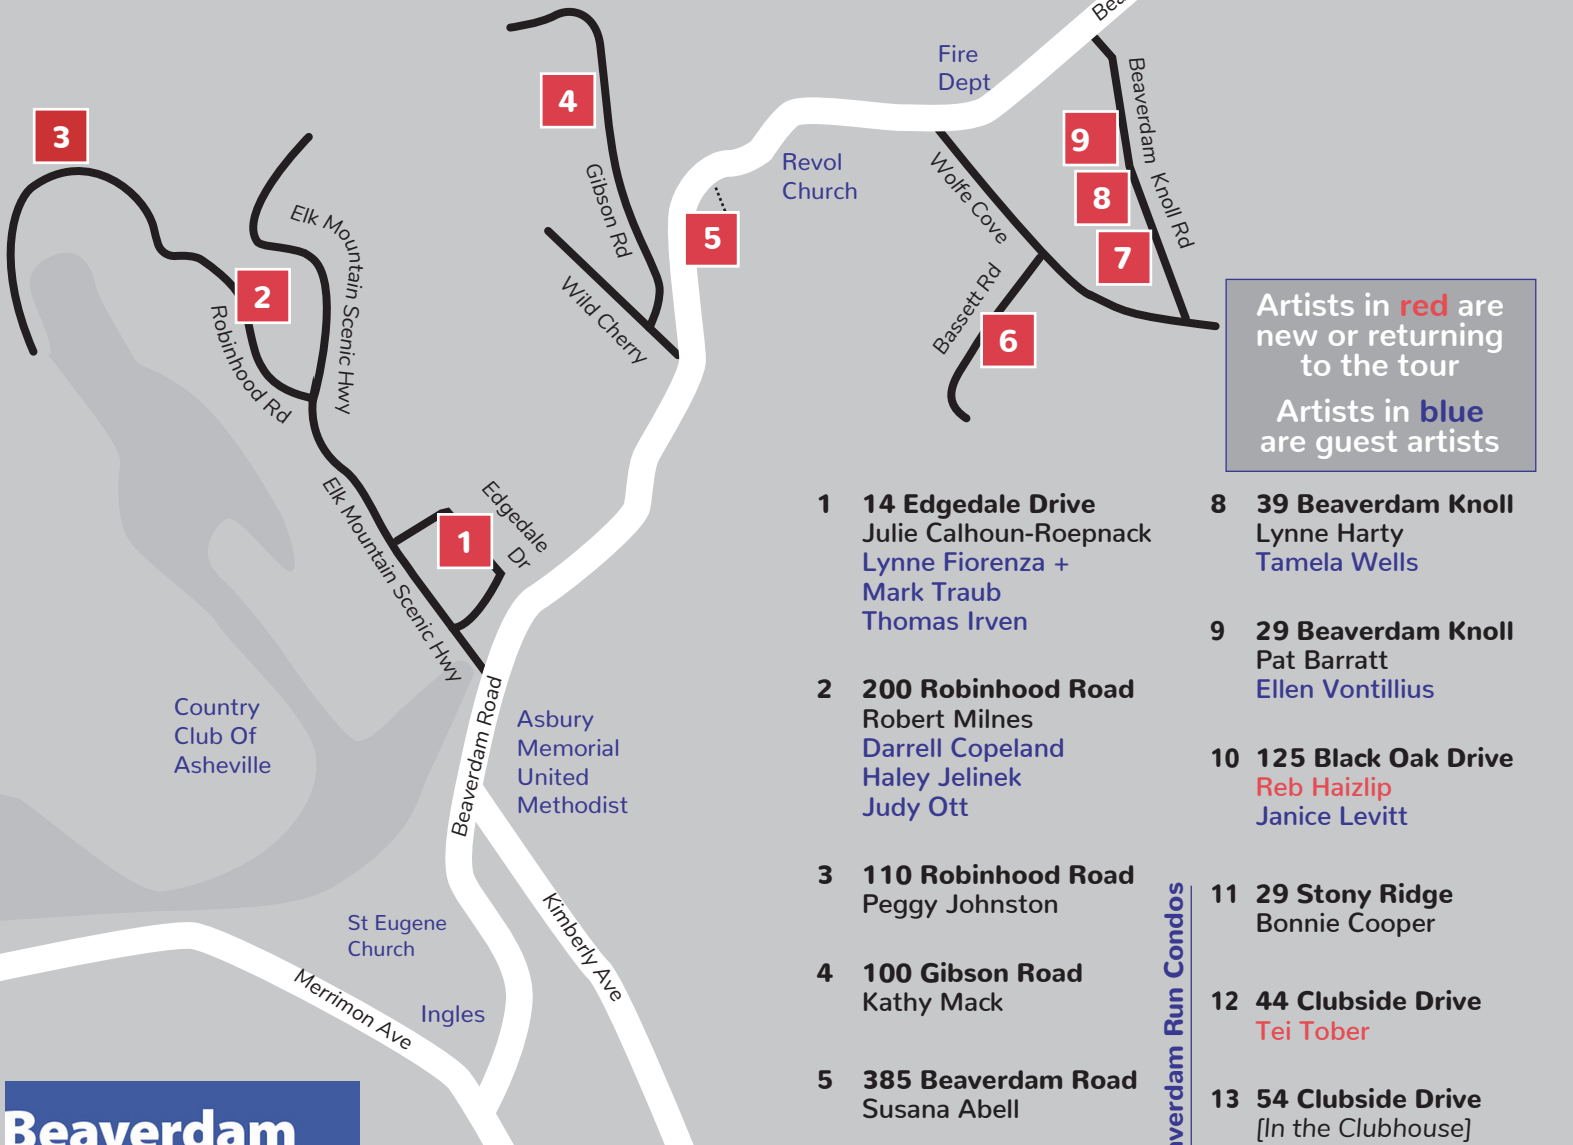 Bea
Fire
Dept
Beaverdam Knoll Rd
4
3
9
Revol
Church
Wolfe Cove
Gibson Rd
8
Elk Mountain Scenic Hwy
5
7
2
Bassett Rd
Wild Cherry
Robinhood Rd
6
Artists in red are
new or returning
to the tour
Artists in blue
are guest artists
Elk Mountain Scenic Hwy
Edgedale
Dr
1
Beaverdam Road
Country
Club Of
Asheville
Asbury
Memorial
United
Methodist
Kimberly Ave
St Eugene
Church
Merrimon Ave
Ingles
Beaverdam
1 14 Edgedale Drive
Julie Calhoun-Roepnack
Lynne Fiorenza +
Mark Traub
Thomas Irven
2 200 Robinhood Road
Robert Milnes
Darrell Copeland
Haley Jelinek
Judy Ott
3 110 Robinhood Road
Peggy Johnston
4 100 Gibson Road
Kathy Mack
5 385 Beaverdam Road
Susana Abell
8 39 Beaverdam Knoll
Lynne Harty
Tamela Wells
9 29 Beaverdam Knoll
Pat Barratt
Ellen Vontillius
10 125 Black Oak Drive
Reb Haizlip
Janice Levitt
verdam Run Condos
11 29 Stony Ridge
Bonnie Cooper
12 44 Clubside Drive
Tei Tober
13 54 Clubside Drive
[In the Clubhouse]